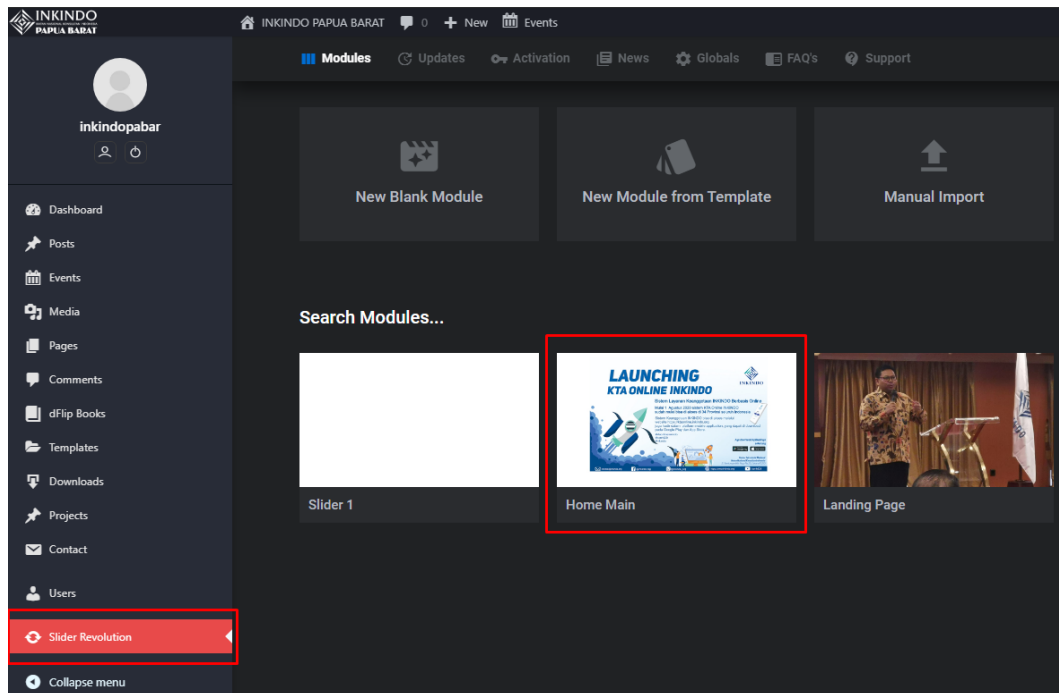 INKINDO
PAPUA BARAT
INKINDO PAPUA BARAT 0 New Events
Modules Updates Activation News Globals FAQ's Support
inkindopabar
New Blank Module
New Module from Template
Manual Import
Dashboard
Posts
Events
Media
Pages
Comments
dFlip Books
Templates
Downloads
Projects
Contact
Users
Slider Revolution
Collapse menu
Search Modules...
LAUNCHING
KTA ONLINE INKINDO
INKINDO
Slider 1
Home Main
Landing Page